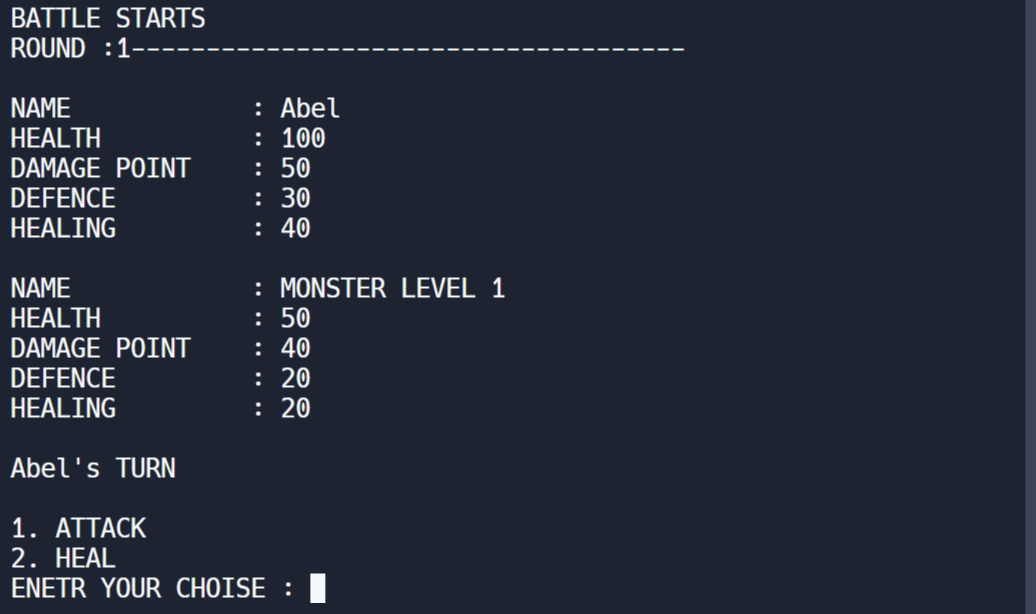 BATTLE STARTS
ROUND :1-------------------------------------
NAME : Abel
HEALTH : 100
DAMAGE POINT : 50
DEFENCE : 30
HEALING : 40
NAME : MONSTER LEVEL 1
HEALTH : 50
DAMAGE POINT : 40
DEFENCE : 20
HEALING : 20
Abel's TURN
1. ATTACK
2. HEAL
ENETR YOUR CHOISE :